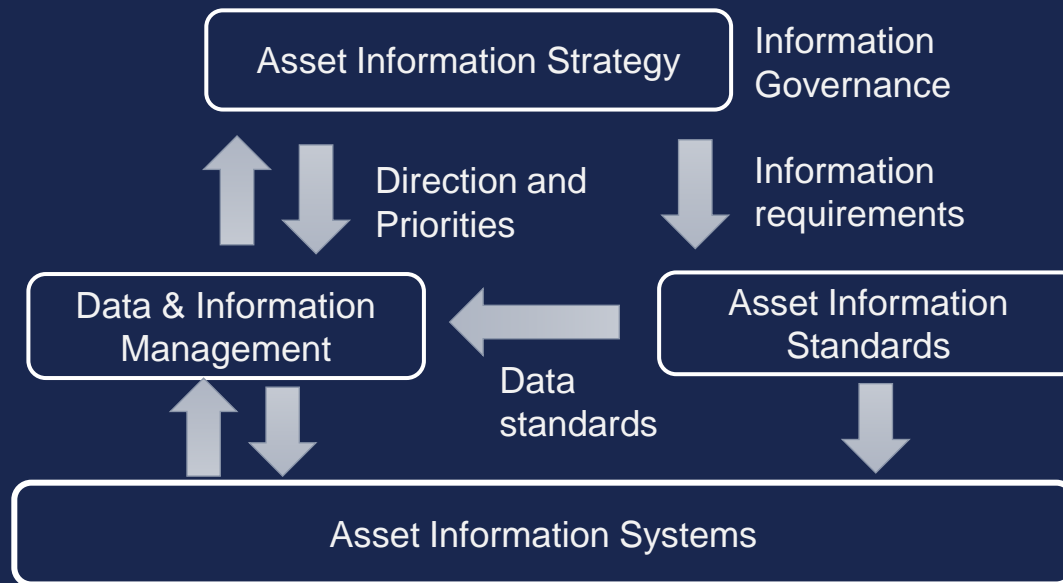 Asset Information Strategy
Information
Governance
Direction and
Priorities
Information
requirements
Data & Information
Management
Asset Information
Standards
Data
standards
Asset Information Systems